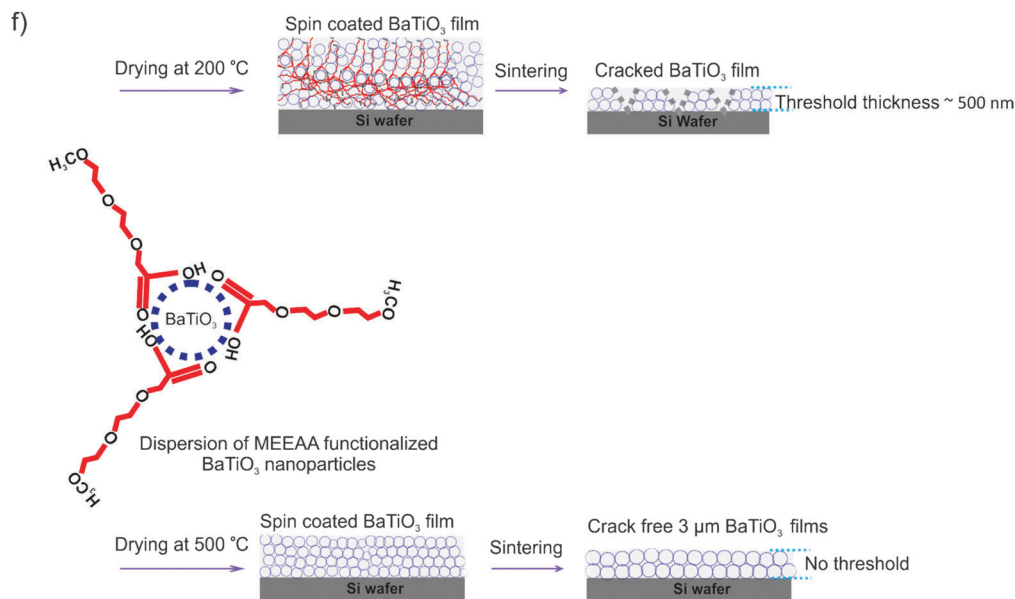 f)
Spin coated BaTiO₃ film
Drying at 200 °C
Sintering
Cracked BaTiO₃ film
Threshold thickness ~ 500 nm
Si wafer
Si Wafer
H₃CO
O
O
OH
O
BaTiO₃
O
OH
O
O
H₃CO
HO
O
O
O
H₃CO
Dispersion of MEEAA functionalized
BaTiO₃ nanoparticles
Spin coated BaTiO₃ film
Drying at 500 °C
Sintering
Crack free 3 µm BaTiO₃ films
No threshold
Si wafer
Si wafer